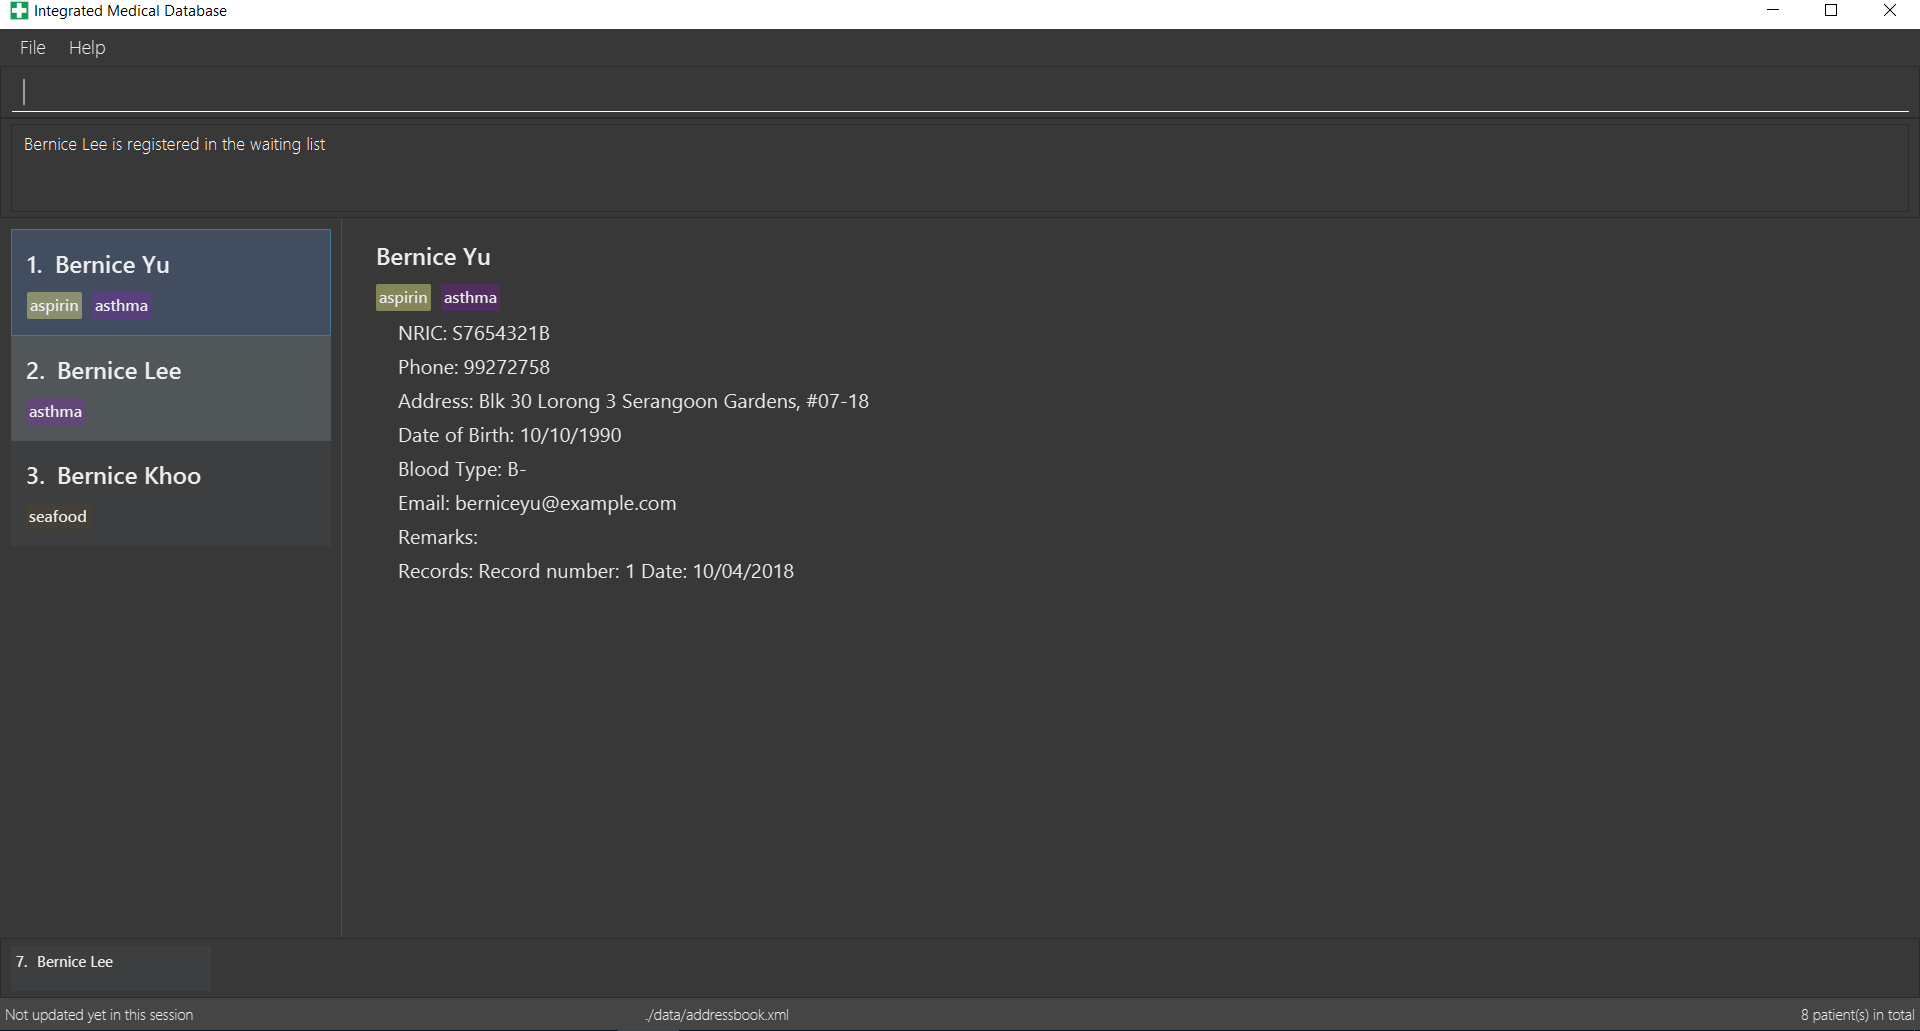 Integrated Medical Database
File Help
Bernice Lee is registered in the waiting list
1. Bernice Yu
aspirin asthma
2. Bernice Lee
asthma
3. Bernice Khoo
seafood
Bernice Yu
aspirin asthma
NRIC: S7654321B
Phone: 99272758
Address: Blk 30 Lorong 3 Serangoon Gardens, #07-18
Date of Birth: 10/10/1990
Blood Type: B-
Email: berniceyu@example.com
Remarks:
Records: Record number: 1 Date: 10/04/2018
7. Bernice Lee
Not updated yet in this session
./data/addressbook.xml
8 patient(s) in total